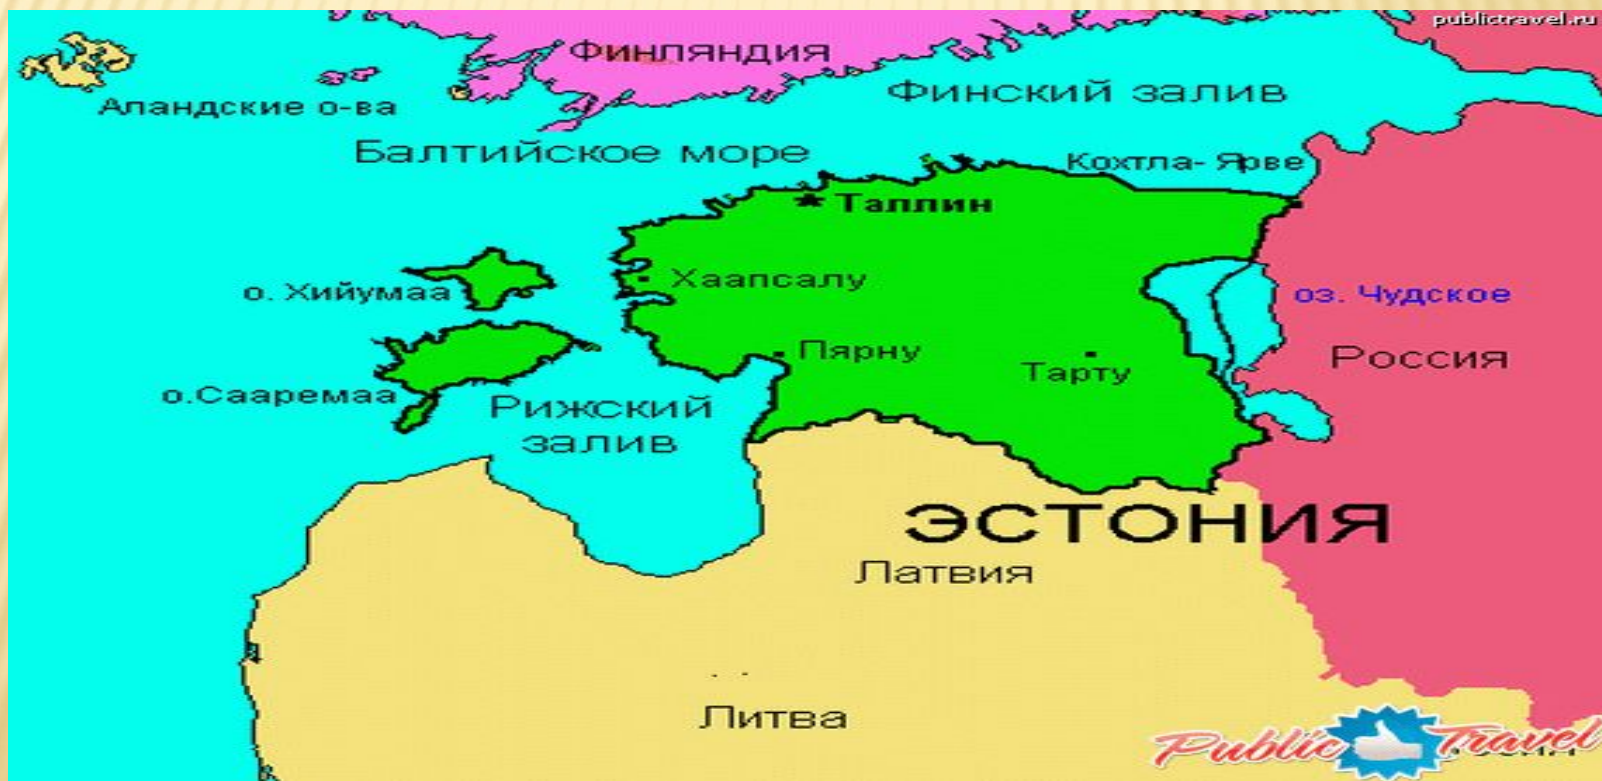 publictravel.ru
Финляндия
Финский залив
Аландские о-ва
Балтийское море
Кохтла- Ярве
Таллин
Хаапсалу
о. Хийумаа
оз. Чудское
Пярну
Россия
Тарту
о.Сааремаа
Рижский
залив
ЭСТОНИЯ
Латвия
Литва
Public Travel